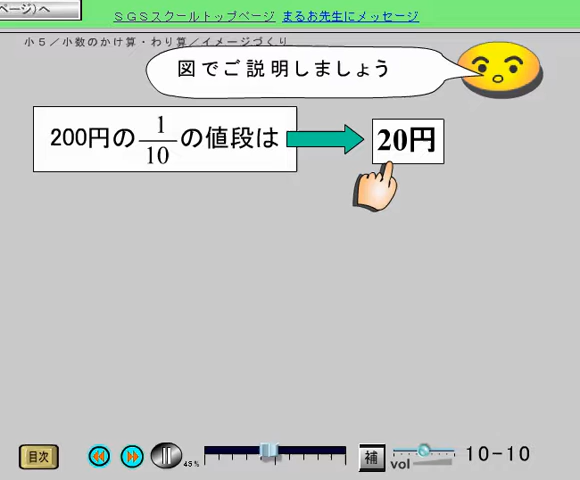 ページ)へ
SGSスクールトップページ まるお先生にメッセージ
小5／小数のかけ算・わり算／イメージづくり
図でご説明しましょう
200円の1/10の値段は 20円
目次 45% 補 vol 10-10